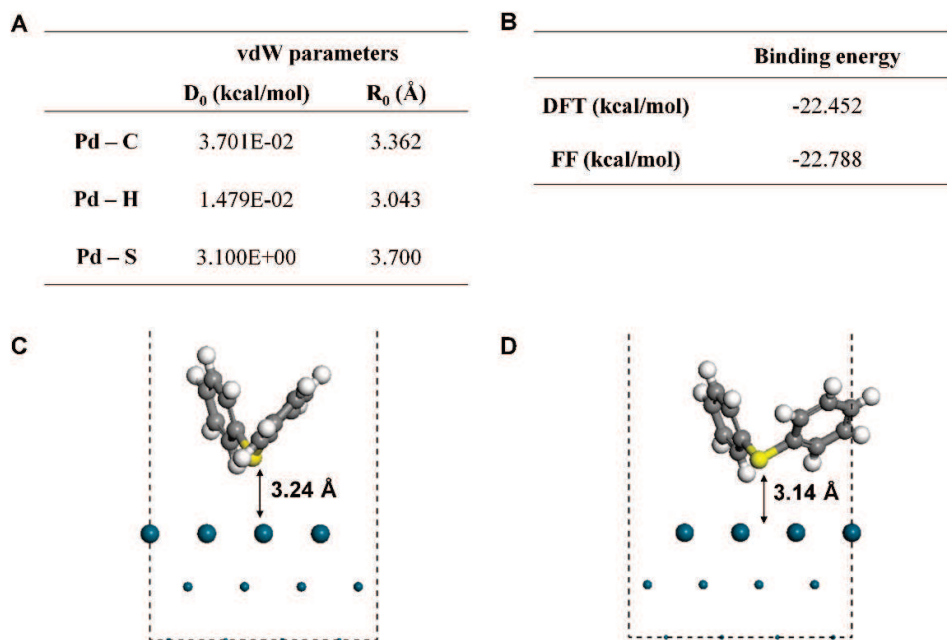 A
vdW parameters
D₀ (kcal/mol) R₀ (Å)
Pd – C 3.701E-02 3.362
Pd – H 1.479E-02 3.043
Pd – S 3.100E+00 3.700
B
Binding energy
DFT (kcal/mol) -22.452
FF (kcal/mol) -22.788
C
3.24 Å
D
3.14 Å